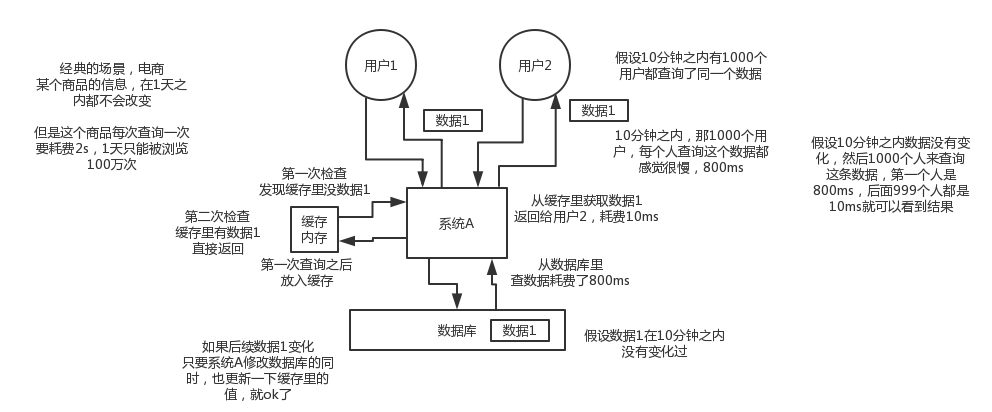 用户1
用户2
数据1
数据1
经典的场景，电商
某个商品的信息，在1天之
内都不会改变
但是这个商品每次查询一次
要耗费2s，1天只能被浏览
100万次
假设10分钟之内有1000个
用户都查询了同一个数据
10分钟之内，那1000个用
户，每个人查询这个数据都
感觉很慢，800ms
假设10分钟之内数据没有变
化，然后1000个人来查询
这条数据，第一个人是
800ms，后面999个人都是
10ms就可以看到结果
第一次检查
发现缓存里没数据1
第二次检查
缓存里有数据1
直接返回
缓存
内存
系统A
从缓存里获取数据1
返回给用户2，耗费10ms
第一次查询之后
放入缓存
从数据库里
查数据耗费了800ms
数据库
数据1
假设数据1在10分钟之内
没有变化过
如果后续数据1变化
只要系统A修改数据库的同
时，也更新一下缓存里的
值，就ok了